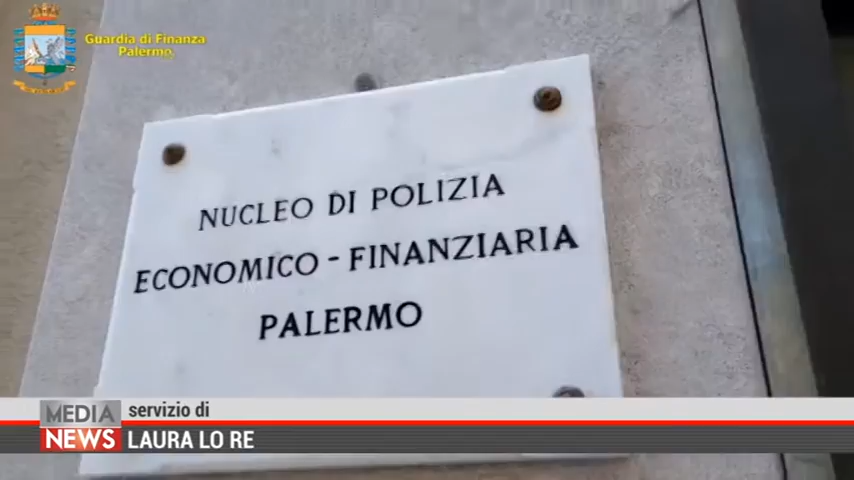 Guardia di Finanza
Palermo
NUCLEO DI POLIZIA
ECONOMICO - FINANZIARIA
PALERMO
MEDIA
NEWS
servizio di
LAURA LO RE